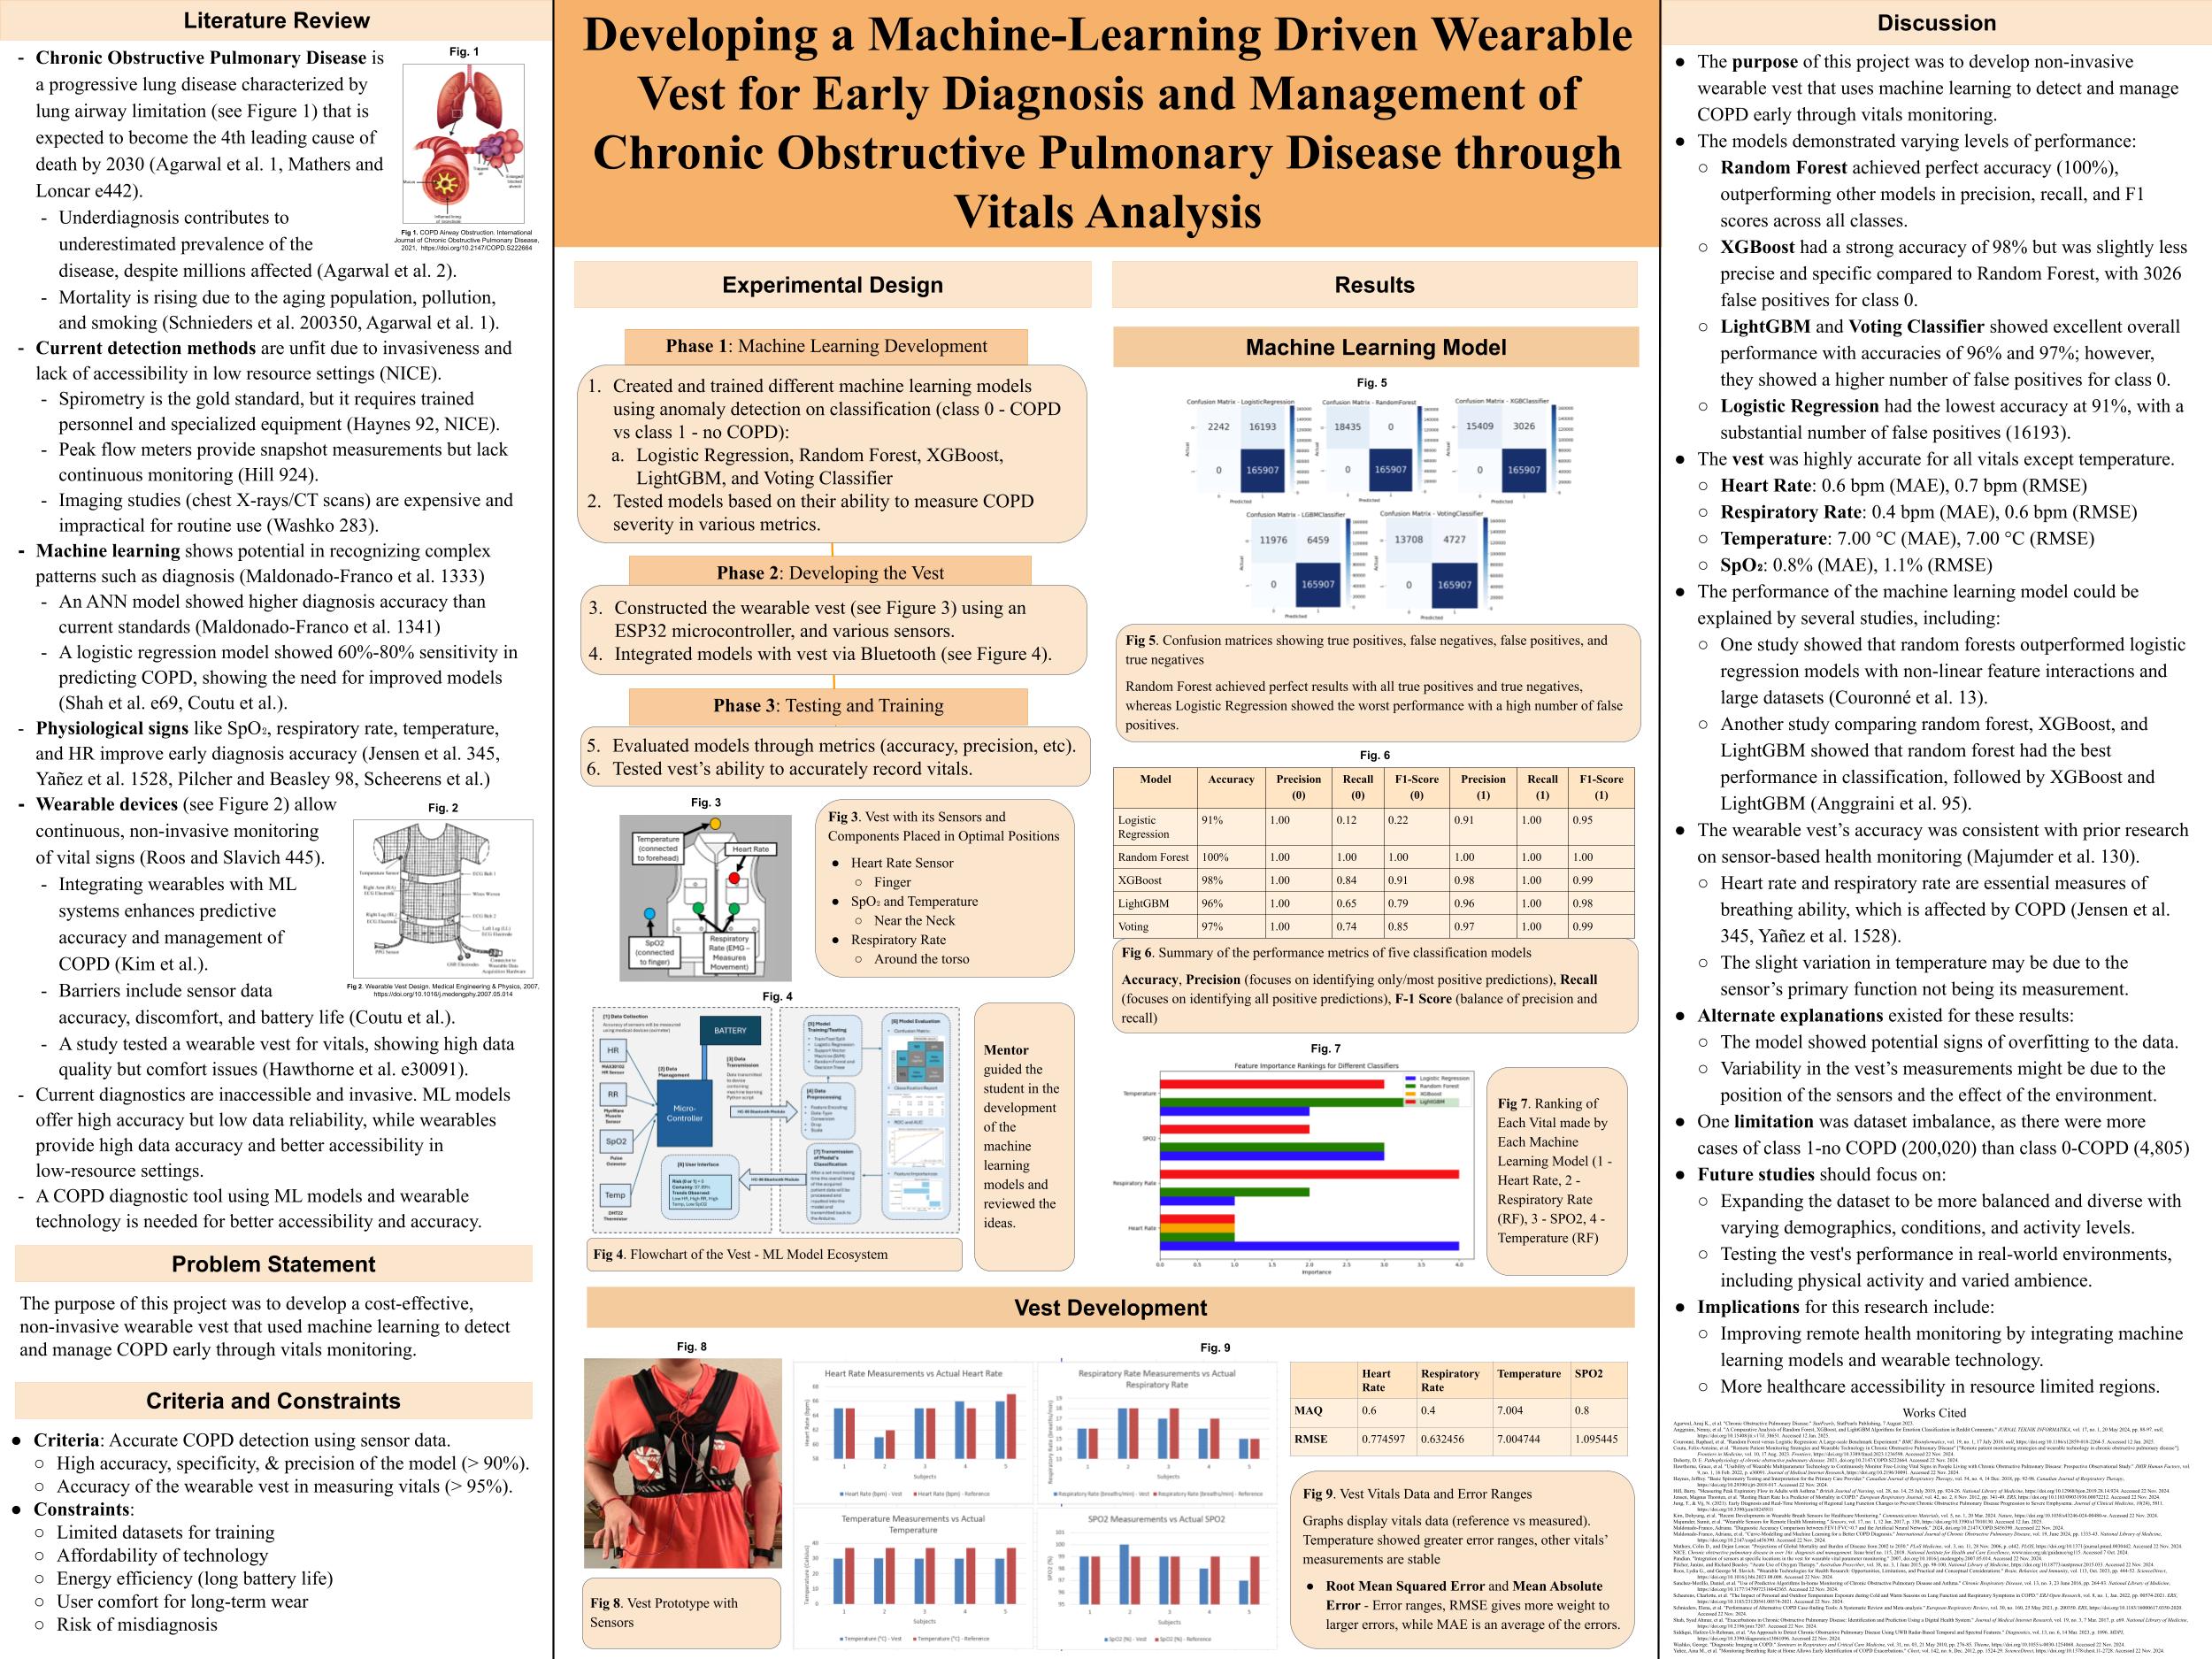 Literature Review
- Chronic Obstructive Pulmonary Disease is
a progressive lung disease characterized by
lung airway limitation (see Figure 1) that is
expected to become the 4th leading cause of
death by 2030 (Agarwal et al. 1, Mathers and
Loncar e442).
Fig. 1
Fig 1. COPD Airway Obstruction. International
Journal of Chronic Obstructive Pulmonary Disease,
2021, https://doi.org/10.2147/COPD.S222664
- Underdiagnosis contributes to
underestimated prevalence of the
disease, despite millions affected (Agarwal et al. 2).
- Mortality is rising due to the aging population, pollution,
and smoking (Schnieders et al. 200350, Agarwal et al. 1).
- Current detection methods are unfit due to invasiveness and
lack of accessibility in low resource settings (NICE).
- Spirometry is the gold standard, but it requires trained
personnel and specialized equipment (Haynes 92, NICE).
- Peak flow meters provide snapshot measurements but lack
continuous monitoring (Hill 924).
- Imaging studies (chest X-rays/CT scans) are expensive and
impractical for routine use (Washko 283).
- Machine learning shows potential in recognizing complex
patterns such as diagnosis (Maldonado-Franco et al. 1333)
- An ANN model showed higher diagnosis accuracy than
current standards (Maldonado-Franco et al. 1341)
- A logistic regression model showed 60%-80% sensitivity in
predicting COPD, showing the need for improved models
(Shah et al. e69, Coutu et al.).
- Physiological signs like SpO₂, respiratory rate, temperature,
and HR improve early diagnosis accuracy (Jensen et al. 345,
Yañez et al. 1528, Pilcher and Beasley 98, Scheerens et al.)
- Wearable devices (see Figure 2) allow
continuous, non-invasive monitoring
of vital signs (Roos and Slavich 445).
- Integrating wearables with ML
systems enhances predictive
accuracy and management of
COPD (Kim et al.).
- Barriers include sensor data
accuracy, discomfort, and battery life (Coutu et al.).
Fig. 2
Fig 2. Wearable Vest Design. Medical Engineering & Physics, 2007,
https://doi.org/10.1016/j.medengphy.2007.05.014
- A study tested a wearable vest for vitals, showing high data
quality but comfort issues (Hawthorne et al. e30091).
- Current diagnostics are inaccessible and invasive. ML models
offer high accuracy but low data reliability, while wearables
provide high data accuracy and better accessibility in
low-resource settings.
- A COPD diagnostic tool using ML models and wearable
technology is needed for better accessibility and accuracy.
Problem Statement
The purpose of this project was to develop a cost-effective,
non-invasive wearable vest that used machine learning to detect
and manage COPD early through vitals monitoring.
Criteria and Constraints
● Criteria: Accurate COPD detection using sensor data.
○ High accuracy, specificity, & precision of the model (> 90%).
○ Accuracy of the wearable vest in measuring vitals (> 95%).
● Constraints:
○ Limited datasets for training
○ Affordability of technology
○ Energy efficiency (long battery life)
○ User comfort for long-term wear
○ Risk of misdiagnosis
Developing a Machine-Learning Driven Wearable
Vest for Early Diagnosis and Management of
Chronic Obstructive Pulmonary Disease through
Vitals Analysis
Experimental Design
Phase 1: Machine Learning Development
1. Created and trained different machine learning models
using anomaly detection on classification (class 0 - COPD
vs class 1 - no COPD):
a. Logistic Regression, Random Forest, XGBoost,
LightGBM, and Voting Classifier
2. Tested models based on their ability to measure COPD
severity in various metrics.
Phase 2: Developing the Vest
3. Constructed the wearable vest (see Figure 3) using an
ESP32 microcontroller, and various sensors.
4. Integrated models with vest via Bluetooth (see Figure 4).
Phase 3: Testing and Training
5. Evaluated models through metrics (accuracy, precision, etc).
6. Tested vest's ability to accurately record vitals.
Fig. 3
Temperature
(connected
to forehead)
Heart Rate
SpO2
(connected
to finger)
Respiratory
Rate (EMG –
Measures
Movement)
Fig 3. Vest with its Sensors and
Components Placed in Optimal Positions
● Heart Rate Sensor
○ Finger
● SpO₂ and Temperature
○ Near the Neck
● Respiratory Rate
○ Around the torso
Fig. 4
[1] Data Collection
BATTERY
HR
RR
SpO2
Temp
[2] Data
Management
Micro-
Controller
[3] Data
Transmission
[4] Data
Preprocessing
[5] Model
Training/Testing
[6] Model Evaluation
[7] Transmission
of Model's
Classification
[8] User Interface
Fig 4. Flowchart of the Vest - ML Model Ecosystem
Mentor
guided the
student in the
development
of the
machine
learning
models and
reviewed the
ideas.
Results
Machine Learning Model
Fig. 5
Confusion Matrix - LogisticRegression
2242 16193
0 165907
Confusion Matrix - RandomForest
18435 0
0 165907
Confusion Matrix - XGBClassifier
15409 3026
0 165907
Confusion Matrix - LGBMClassifier
11976 6459
0 165907
Confusion Matrix - VotingClassifier
13708 4727
0 165907
Fig 5. Confusion matrices showing true positives, false negatives, false positives, and
true negatives
Random Forest achieved perfect results with all true positives and true negatives,
whereas Logistic Regression showed the worst performance with a high number of false
positives.
Fig. 6
Model Accuracy Precision (0) Recall (0) F1-Score (0) Precision (1) Recall (1) F1-Score (1)
Logistic Regression 91% 1.00 0.12 0.22 0.91 1.00 0.95
Random Forest 100% 1.00 1.00 1.00 1.00 1.00 1.00
XGBoost 98% 1.00 0.84 0.91 0.98 1.00 0.99
LightGBM 96% 1.00 0.65 0.79 0.96 1.00 0.98
Voting 97% 1.00 0.74 0.85 0.97 1.00 0.99
Fig 6. Summary of the performance metrics of five classification models
Accuracy, Precision (focuses on identifying only/most positive predictions), Recall
(focuses on identifying all positive predictions), F-1 Score (balance of precision and
recall)
Fig. 7
Feature Importance Rankings for Different Classifiers
Logistic Regression
Random Forest
XGBoost
LightGBM
Temperature
SPO2
Respiratory Rate
Heart Rate
0.0 0.5 1.0 1.5 2.0 2.5 3.0 3.5 4.0
Importance
Fig 7. Ranking of
Each Vital made by
Each Machine
Learning Model (1 -
Heart Rate, 2 -
Respiratory Rate
(RF), 3 - SPO2, 4 -
Temperature (RF)
Vest Development
Fig. 8
Fig 8. Vest Prototype with
Sensors
Fig. 9
Heart Rate Measurements vs Actual Heart Rate
Heart Rate (bpm)
1 2 3 4 5
Subjects
Heart Rate (bpm) - Vest Heart Rate (bpm) - Reference
Respiratory Rate Measurements vs Actual
Respiratory Rate
Respiratory Rate (breaths/min)
1 2 3 4 5
Subjects
Respiratory Rate (breaths/min) - Vest Respiratory Rate (breaths/min) - Reference
Temperature Measurements vs Actual
Temperature
Temperature (Celsius)
1 2 3 4 5
Subjects
Temperature (°C) - Vest Temperature (°C) - Reference
SPO2 Measurements vs Actual SPO2
SPO2 (%)
1 2 3 4 5
Subjects
SpO2 (%) - Vest SpO2 (%) - Reference
Heart Rate Respiratory Rate Temperature SPO2
MAQ 0.6 0.4 7.004 0.8
RMSE 0.774597 0.632456 7.004744 1.095445
Fig 9. Vest Vitals Data and Error Ranges
Graphs display vitals data (reference vs measured).
Temperature showed greater error ranges, other vitals'
measurements are stable
● Root Mean Squared Error and Mean Absolute
Error - Error ranges, RMSE gives more weight to
larger errors, while MAE is an average of the errors.
Discussion
● The purpose of this project was to develop non-invasive
wearable vest that uses machine learning to detect and manage
COPD early through vitals monitoring.
● The models demonstrated varying levels of performance:
○ Random Forest achieved perfect accuracy (100%),
outperforming other models in precision, recall, and F1
scores across all classes.
○ XGBoost had a strong accuracy of 98% but was slightly less
precise and specific compared to Random Forest, with 3026
false positives for class 0.
○ LightGBM and Voting Classifier showed excellent overall
performance with accuracies of 96% and 97%; however,
they showed a higher number of false positives for class 0.
○ Logistic Regression had the lowest accuracy at 91%, with a
substantial number of false positives (16193).
● The vest was highly accurate for all vitals except temperature.
○ Heart Rate: 0.6 bpm (MAE), 0.7 bpm (RMSE)
○ Respiratory Rate: 0.4 bpm (MAE), 0.6 bpm (RMSE)
○ Temperature: 7.00 °C (MAE), 7.00 °C (RMSE)
○ SpO₂: 0.8% (MAE), 1.1% (RMSE)
● The performance of the machine learning model could be
explained by several studies, including:
○ One study showed that random forests outperformed logistic
regression models with non-linear feature interactions and
large datasets (Couronné et al. 13).
○ Another study comparing random forest, XGBoost, and
LightGBM showed that random forest had the best
performance in classification, followed by XGBoost and
LightGBM (Anggraini et al. 95).
● The wearable vest's accuracy was consistent with prior research
on sensor-based health monitoring (Majumder et al. 130).
○ Heart rate and respiratory rate are essential measures of
breathing ability, which is affected by COPD (Jensen et al.
345, Yañez et al. 1528).
○ The slight variation in temperature may be due to the
sensor's primary function not being its measurement.
● Alternate explanations existed for these results:
○ The model showed potential signs of overfitting to the data.
○ Variability in the vest's measurements might be due to the
position of the sensors and the effect of the environment.
● One limitation was dataset imbalance, as there were more
cases of class 1-no COPD (200,020) than class 0-COPD (4,805)
● Future studies should focus on:
○ Expanding the dataset to be more balanced and diverse with
varying demographics, conditions, and activity levels.
○ Testing the vest's performance in real-world environments,
including physical activity and varied ambience.
● Implications for this research include:
○ Improving remote health monitoring by integrating machine
learning models and wearable technology.
○ More healthcare accessibility in resource limited regions.
Works Cited